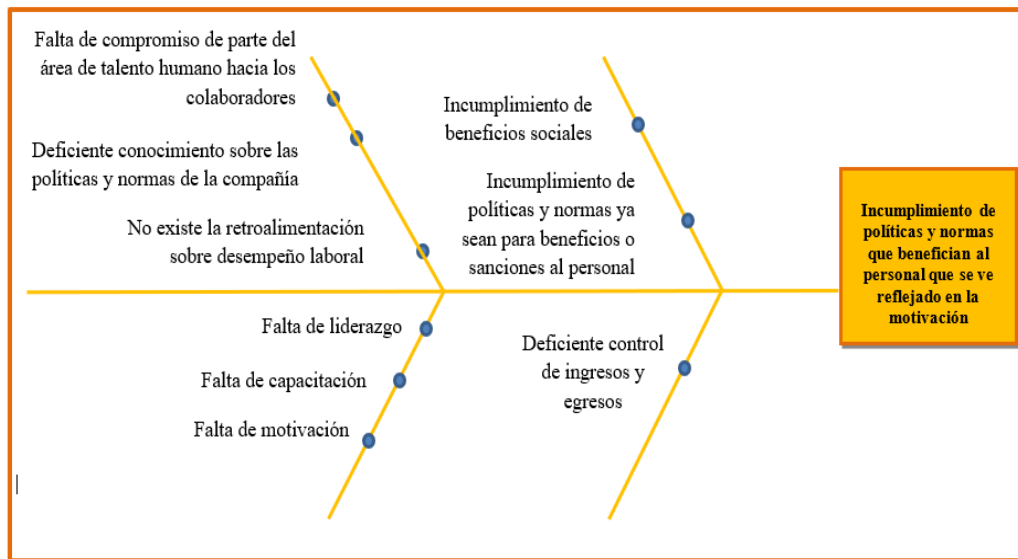 Falta de compromiso de parte del
área de talento humano hacia los
colaboradores
Deficiente conocimiento sobre las
políticas y normas de la compañía
No existe la retroalimentación
sobre desempeño laboral
Incumplimiento de
beneficios sociales
Incumplimiento de
políticas y normas ya
sean para beneficios o
sanciones al personal
Incumplimiento de
políticas y normas
que benefician al
personal que se ve
reflejado en la
motivación
Falta de liderazgo
Falta de capacitación
Falta de motivación
Deficiente control
de ingresos y
egresos